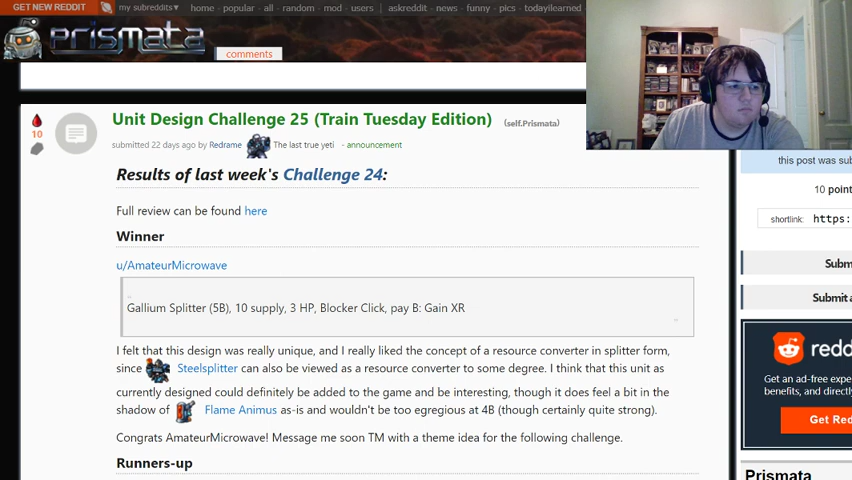 GET NEW REDDIT my subreddits▾ home - popular - all - random - mod - users | askreddit - news - funny - pics - todayilearned
PRISMATA comments
Unit Design Challenge 25 (Train Tuesday Edition) (self.Prismata)
10
submitted 22 days ago by Redrame The last true yeti - announcement
Results of last week's Challenge 24:
Full review can be found here
Winner
u/AmateurMicrowave
Gallium Splitter (5B), 10 supply, 3 HP, Blocker Click, pay B: Gain XR
I felt that this design was really unique, and I really liked the concept of a resource converter in splitter form,
since Steelsplitter can also be viewed as a resource converter to some degree. I think that this unit as
currently designed could definitely be added to the game and be interesting, though it does feel a bit in the
shadow of Flame Animus as-is and wouldn't be too egregious at 4B (though certainly quite strong).
Congrats AmateurMicrowave! Message me soon TM with a theme idea for the following challenge.
Runners-up
this post was sub
10 point
shortlink: https:
Subm
Submit a
redd
Get an ad-free expe
benefits, and directly
Get Re
Prismata